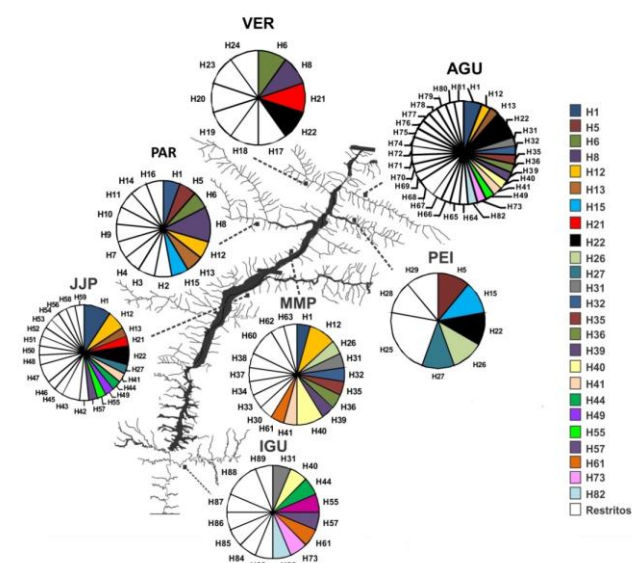 VER
H24
H6
H23
H8
H20
H21
H19
H22
H18
H17
AGU
H81
H1
H80
H12
H79
H13
H78
H22
H77
H31
H76
H32
H75
H35
H74
H36
H72
H39
H71
H40
H70
H41
H69
H49
H68
H73
H67
H82
H66
H65
H64
PAR
H16
H1
H14
H5
H11
H6
H10
H8
H9
H12
H7
H13
H4
H15
H3
H2
PEI
H29
H5
H28
H15
H25
H22
H27
H26
JJP
H59
H1
H58
H12
H56
H13
H54
H21
H53
H22
H52
H27
H51
H41
H50
H44
H48
H49
H47
H55
H46
H57
H45
H43
H42
MMP
H63
H1
H62
H12
H60
H26
H38
H31
H37
H32
H34
H35
H33
H36
H30
H39
H61
H41
H40
IGU
H89
H31
H88
H40
H87
H44
H86
H55
H85
H57
H84
H61
H73
H1
H5
H6
H8
H12
H13
H15
H21
H22
H26
H27
H31
H32
H35
H36
H39
H40
H41
H44
H49
H55
H57
H61
H73
H82
Restritos